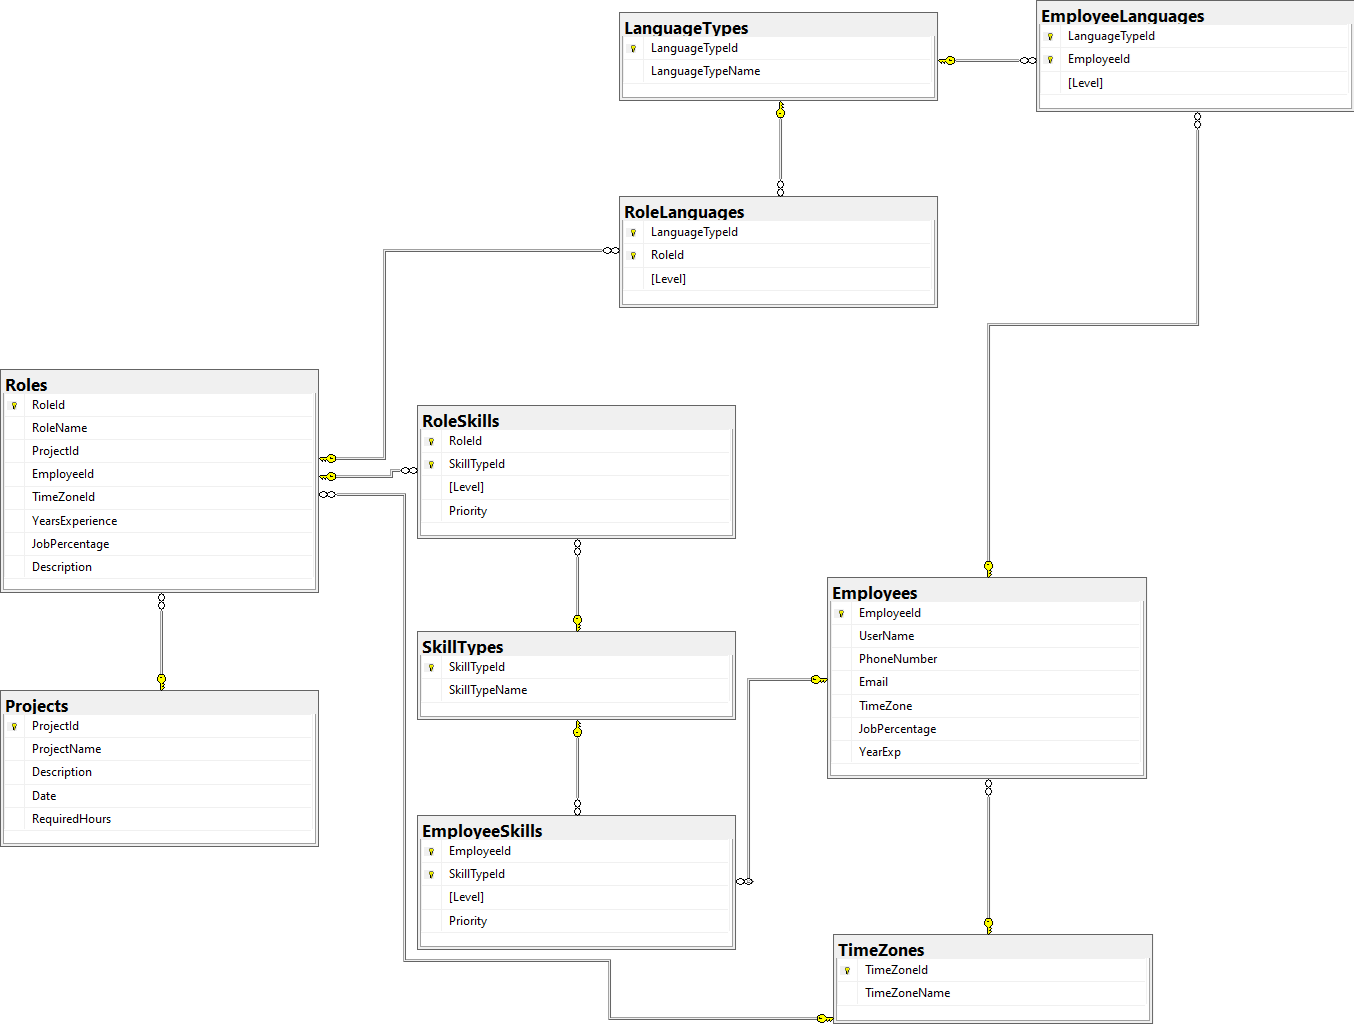 LanguageTypes
LanguageTypeId
LanguageTypeName
EmployeeLanguages
LanguageTypeId
EmployeeId
[Level]
RoleLanguages
LanguageTypeId
RoleId
[Level]
Roles
RoleId
RoleName
ProjectId
EmployeeId
TimeZoneId
YearsExperience
JobPercentage
Description
RoleSkills
RoleId
SkillTypeId
[Level]
Priority
Employees
EmployeeId
UserName
PhoneNumber
Email
TimeZone
JobPercentage
YearExp
SkillTypes
SkillTypeId
SkillTypeName
Projects
ProjectId
ProjectName
Description
Date
RequiredHours
EmployeeSkills
EmployeeId
SkillTypeId
[Level]
Priority
TimeZones
TimeZoneId
TimeZoneName